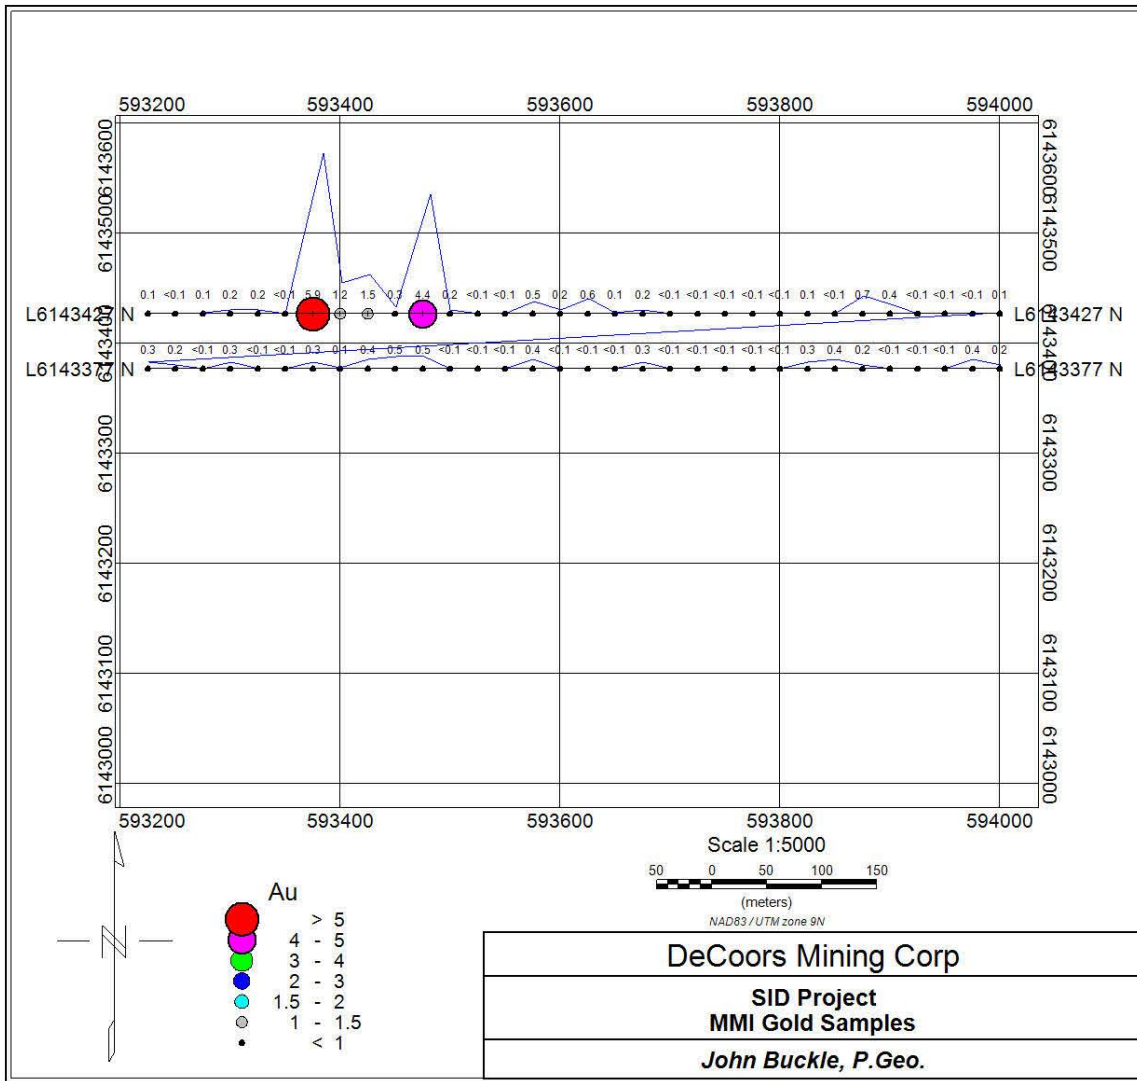 593200 593400 593600 593800 594000
6143600 6143600
6143500 6143500
0.1 <0.1 0.1 0.2 0.2 <0.1 5.9 1.2 1.5 0.3 4.4 0.2 <0.1 <0.1 0.5 0.2 0.6 0.1 0.2 <0.1 <0.1 <0.1 <0.1 <0.1 0.1 <0.1 0.7 0.4 <0.1 <0.1 <0.1 0.1
L6143427 N L6143427 N
6143400 6143400
0.3 0.2 <0.1 0.3 <0.1 <0.1 0.3 0.1 0.4 0.5 0.5 <0.1 <0.1 <0.1 0.4 <0.1 <0.1 <0.1 0.3 <0.1 <0.1 <0.1 <0.1 <0.1 0.3 0.4 0.2 <0.1 <0.1 <0.1 0.4 0.2
L6143377 N L6143377 N
6143300 6143300
6143200 6143200
6143100 6143100
6143000 6143000
593200 593400 593600 593800 594000
Scale 1:5000
50 0 50 100 150
(meters)
NAD83 / UTM zone 9N
N
Au
> 5
4 - 5
3 - 4
2 - 3
1.5 - 2
1 - 1.5
< 1
DeCoors Mining Corp
SID Project
MMI Gold Samples
John Buckle, P.Geo.